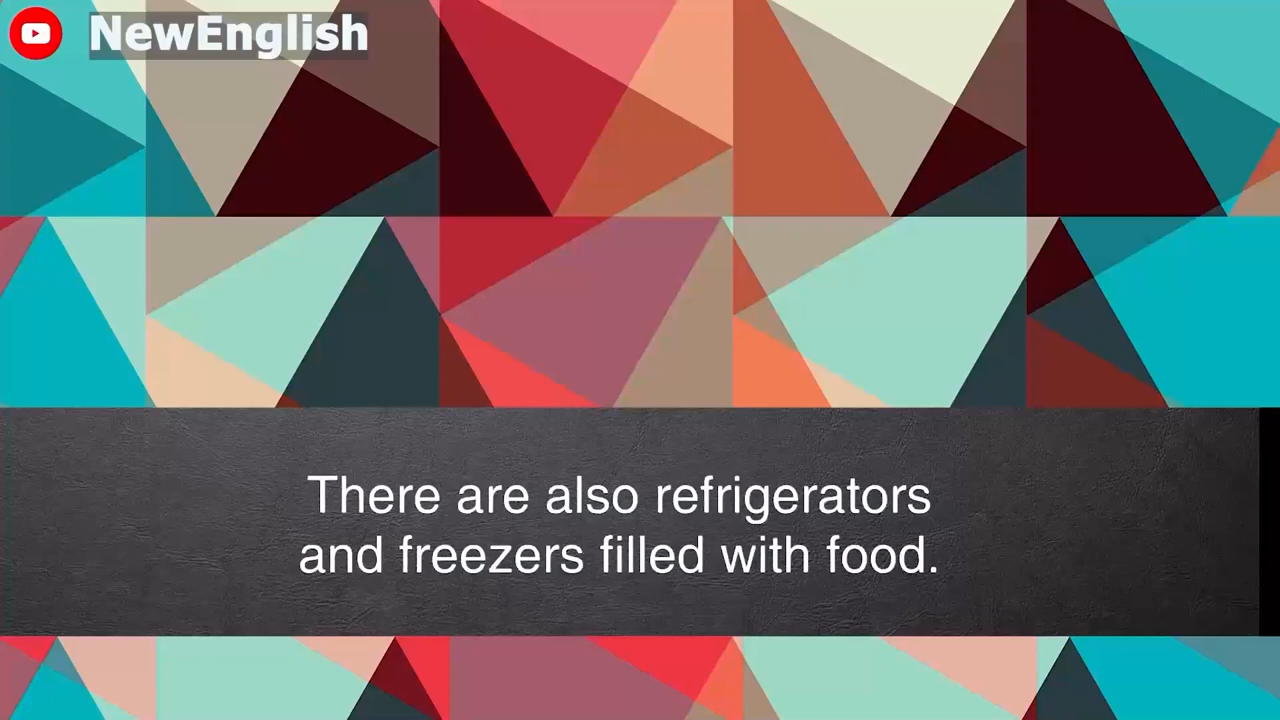 NewEnglish
There are also refrigerators
and freezers filled with food.